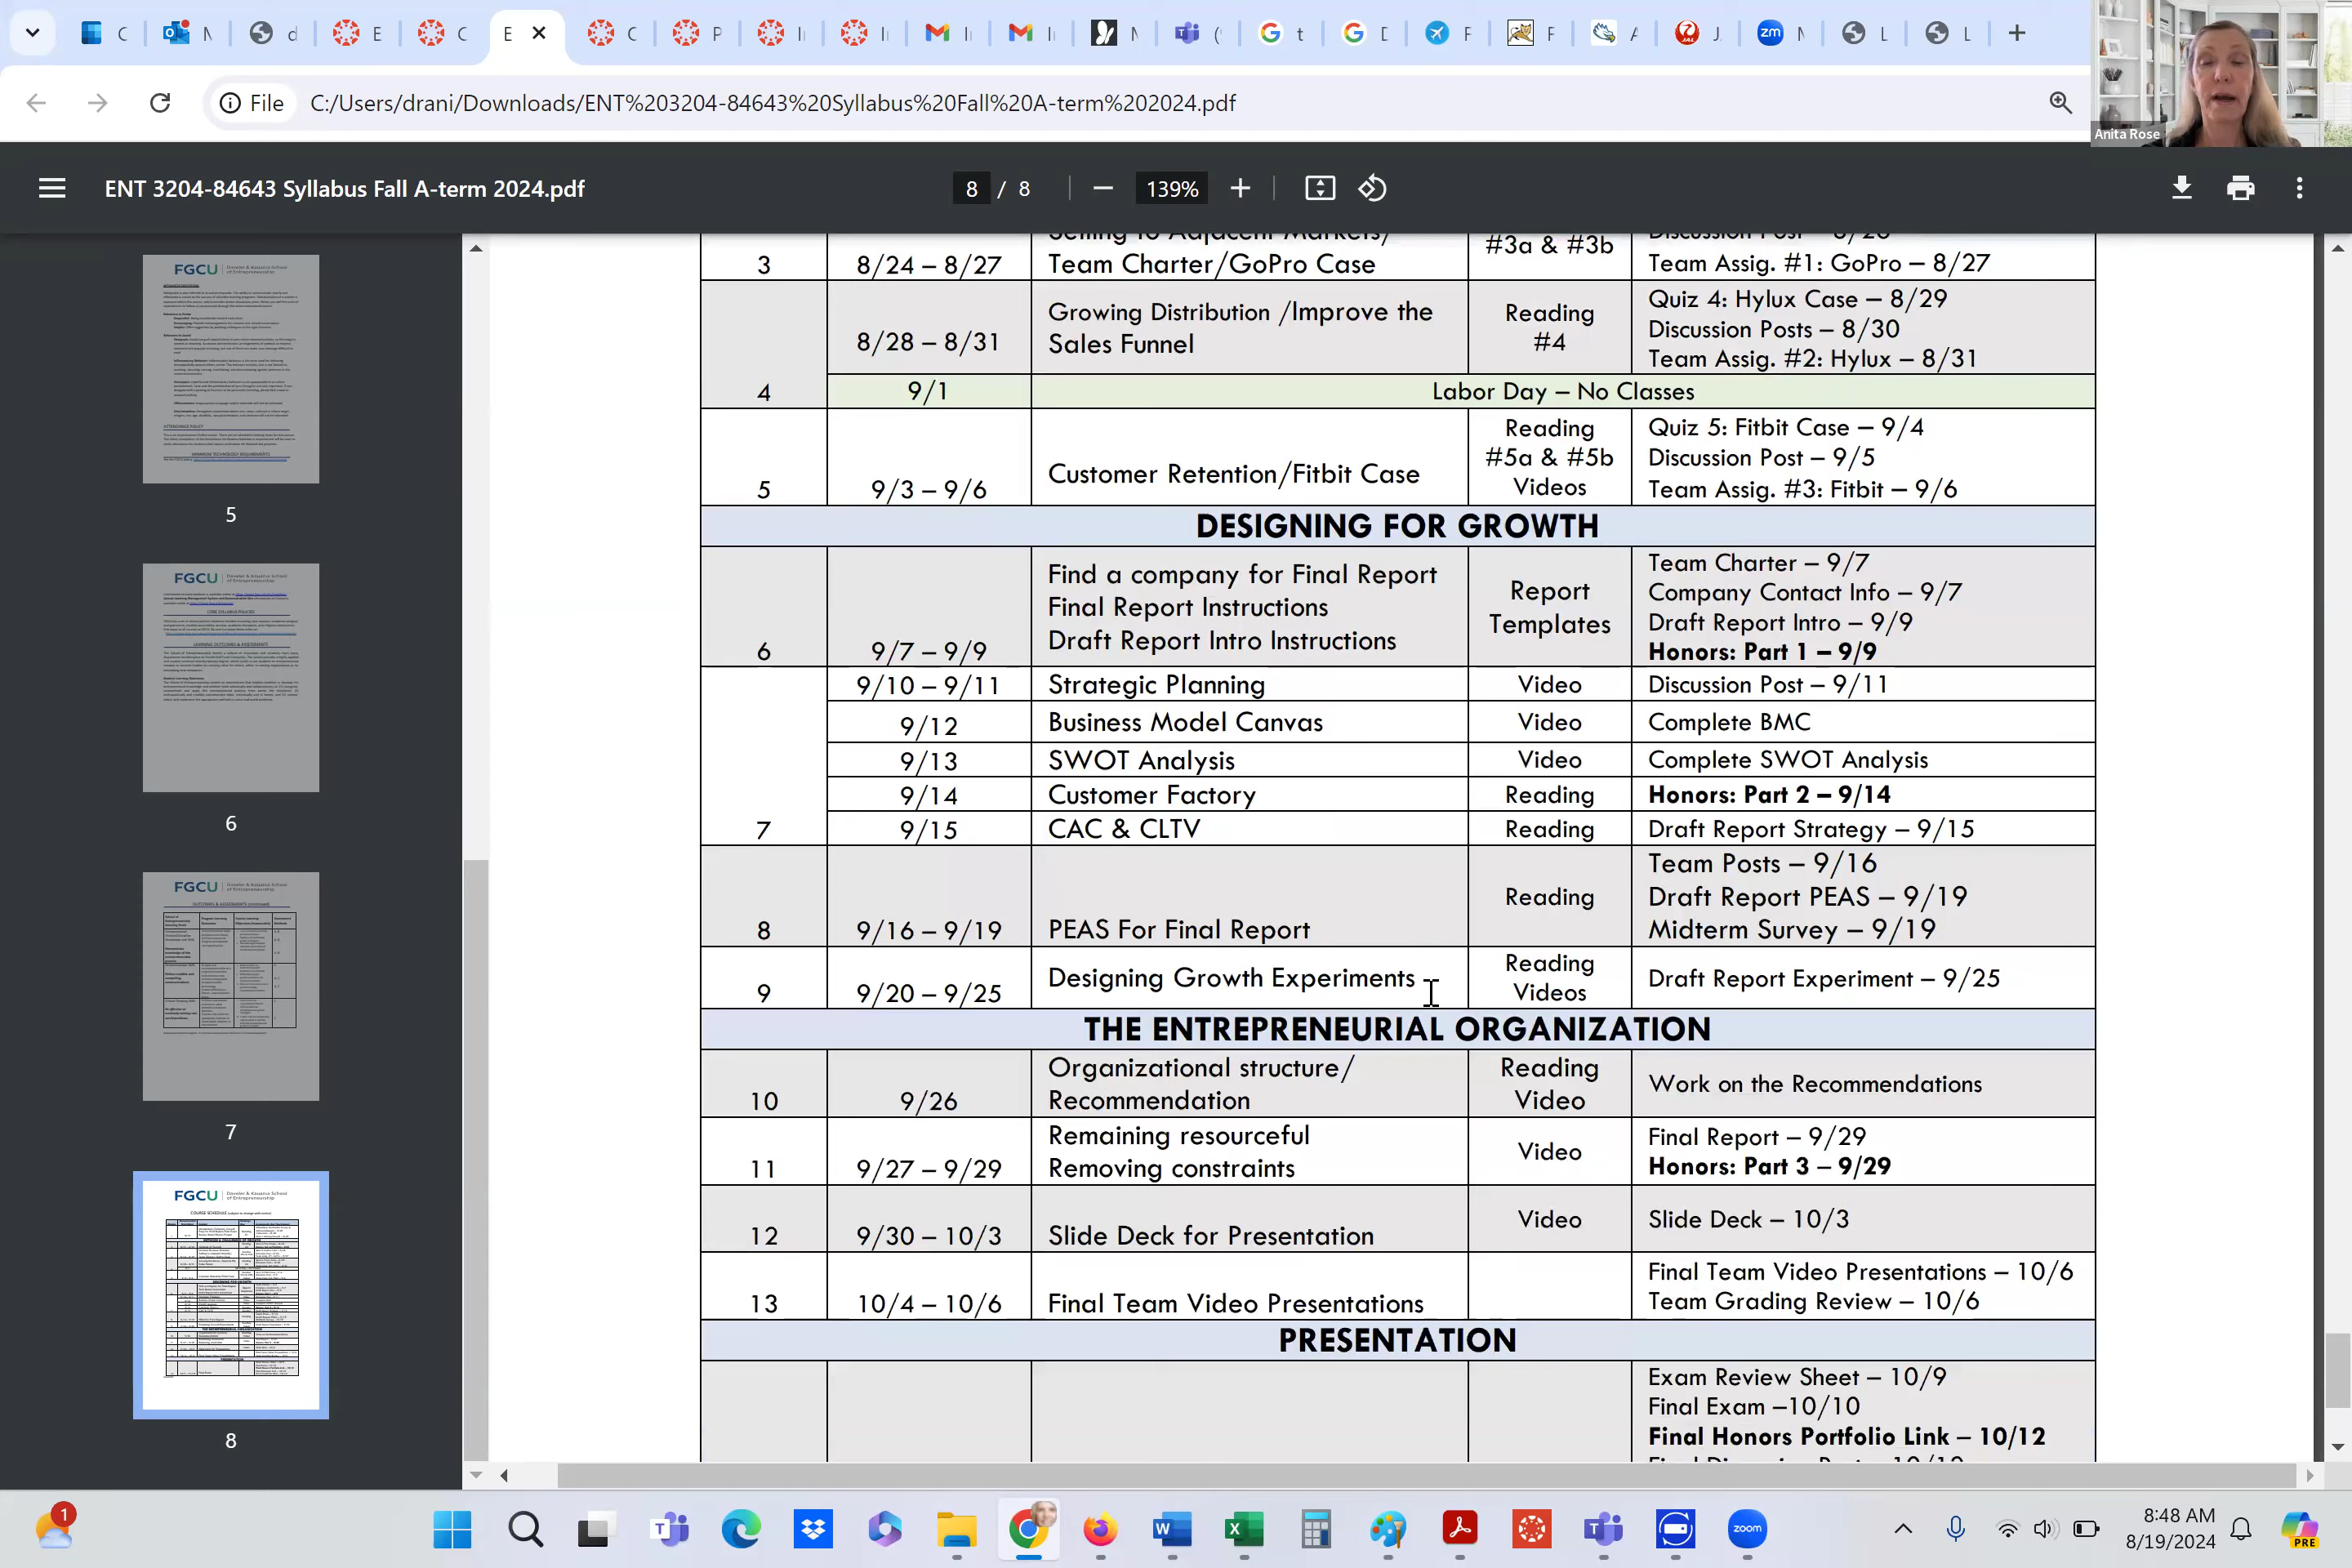 C
N
d
E
C
E
C
P
I
I
I
I
N
(
t
D
F
F
A
J
N
L
L
File
C:/Users/drani/Downloads/ENT%203204-84643%20Syllabus%20Fall%20A-term%202024.pdf
Anita Rose
ENT 3204-84643 Syllabus Fall A-term 2024.pdf
8 / 8
139%
FGCU
5
FGCU
6
FGCU
7
FGCU
8
Selling To Adjacent Markets/
#3a & #3b
3
8/24 – 8/27
Team Charter/GoPro Case
Team Assig. #1: GoPro – 8/27
Growing Distribution /Improve the
Sales Funnel
Reading
#4
8/28 – 8/31
Quiz 4: Hylux Case – 8/29
Discussion Posts – 8/30
Team Assig. #2: Hylux – 8/31
4
9/1
Labor Day – No Classes
5
9/3 – 9/6
Customer Retention/Fitbit Case
Reading
#5a & #5b
Videos
Quiz 5: Fitbit Case – 9/4
Discussion Post – 9/5
Team Assig. #3: Fitbit – 9/6
DESIGNING FOR GROWTH
6
9/7 – 9/9
Find a company for Final Report
Final Report Instructions
Draft Report Intro Instructions
Report
Templates
Team Charter – 9/7
Company Contact Info – 9/7
Draft Report Intro – 9/9
Honors: Part 1 – 9/9
9/10 – 9/11 Strategic Planning Video Discussion Post – 9/11
9/12 Business Model Canvas Video Complete BMC
9/13 SWOT Analysis Video Complete SWOT Analysis
9/14 Customer Factory Reading Honors: Part 2 – 9/14
7 9/15 CAC & CLTV Reading Draft Report Strategy – 9/15
8
9/16 – 9/19
PEAS For Final Report
Reading
Team Posts – 9/16
Draft Report PEAS – 9/19
Midterm Survey – 9/19
9
9/20 – 9/25
Designing Growth Experiments
Reading
Videos
Draft Report Experiment – 9/25
THE ENTREPRENEURIAL ORGANIZATION
10
9/26
Organizational structure/
Recommendation
Reading
Video
Work on the Recommendations
11
9/27 – 9/29
Remaining resourceful
Removing constraints
Video
Final Report – 9/29
Honors: Part 3 – 9/29
12
9/30 – 10/3
Slide Deck for Presentation
Video
Slide Deck – 10/3
13
10/4 – 10/6
Final Team Video Presentations
Final Team Video Presentations – 10/6
Team Grading Review – 10/6
PRESENTATION
Exam Review Sheet – 10/9
Final Exam –10/10
Final Honors Portfolio Link – 10/12
1
zoom
8:48 AM
8/19/2024
PRE